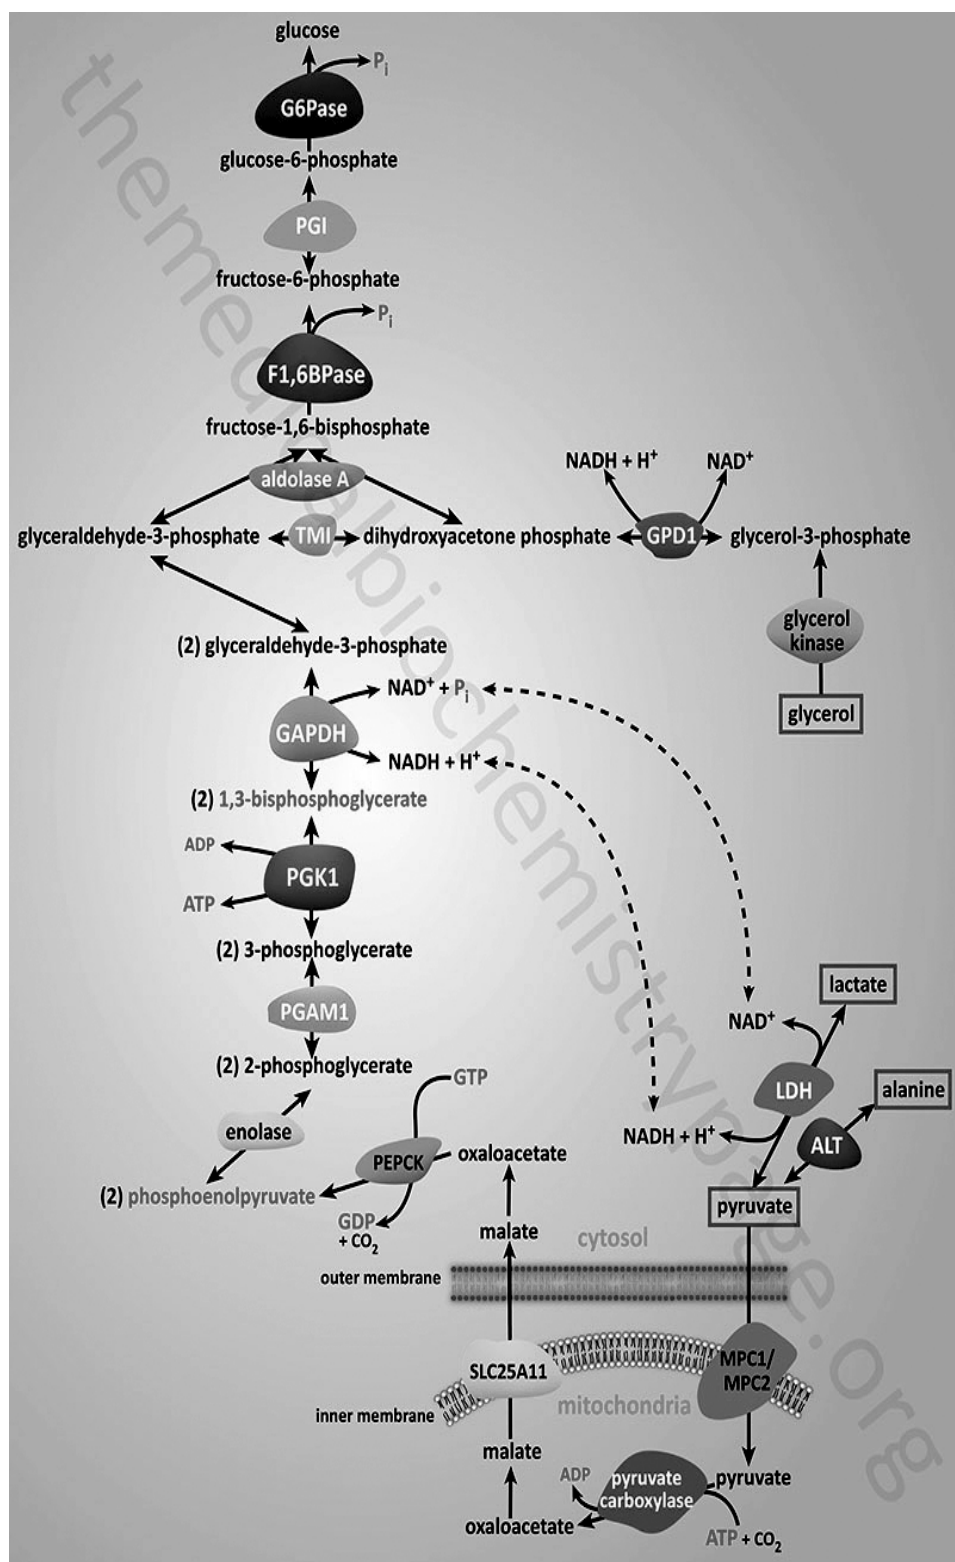 glucose
Pi
G6Pase
glucose-6-phosphate
PGI
fructose-6-phosphate
Pi
F1,6BPase
fructose-1,6-bisphosphate
NADH + H+
NAD+
aldolase A
glyceraldehyde-3-phosphate
TMI
dihydroxyacetone phosphate
GPD1
glycerol-3-phosphate
glycerol
kinase
(2) glyceraldehyde-3-phosphate
glycerol
NAD+ + Pi
GAPDH
NADH + H+
(2) 1,3-bisphosphoglycerate
ADP
PGK1
ATP
(2) 3-phosphoglycerate
lactate
PGAM1
NAD+
(2) 2-phosphoglycerate
GTP
LDH
alanine
enolase
NADH + H+
ALT
PEPCK
oxaloacetate
(2) phosphoenolpyruvate
pyruvate
GDP
+ CO2
malate
cytosol
outer membrane
SLC25A11
MPC1/
MPC2
inner membrane
mitochondria
malate
ADP
pyruvate
carboxylase
pyruvate
oxaloacetate
ATP + CO2
themedicalbiochemistrypage.org